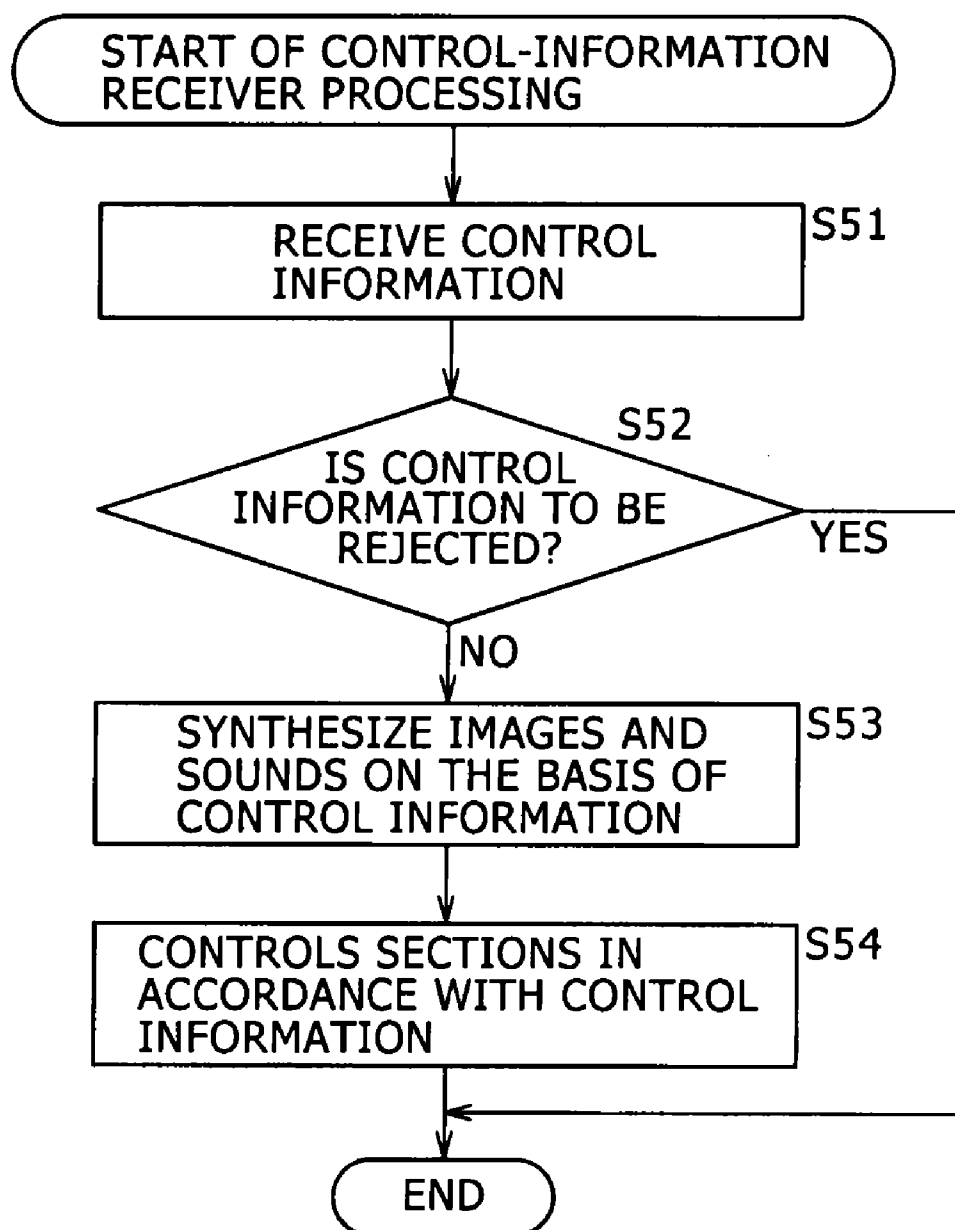 START OF CONTROL-INFORMATION
RECEIVER PROCESSING
S51
RECEIVE CONTROL
INFORMATION
S52
IS CONTROL
INFORMATION TO BE
REJECTED?
YES
NO
S53
SYNTHESIZE IMAGES AND
SOUNDS ON THE BASIS OF
CONTROL INFORMATION
S54
CONTROLS SECTIONS IN
ACCORDANCE WITH CONTROL
INFORMATION
END